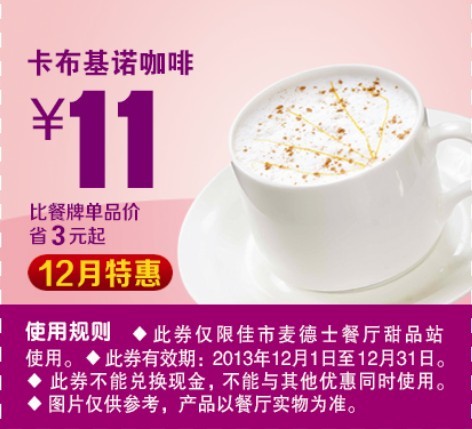 卡布基诺咖啡
¥11
比餐牌单品价
省3元起
12月特惠
使用规则 ◆此券仅限佳市麦德士餐厅甜品站
使用。◆此券有效期：2013年12月1日至12月31日。
◆此券不能兑换现金，不能与其他优惠同时使用。
◆图片仅供参考，产品以餐厅实物为准。